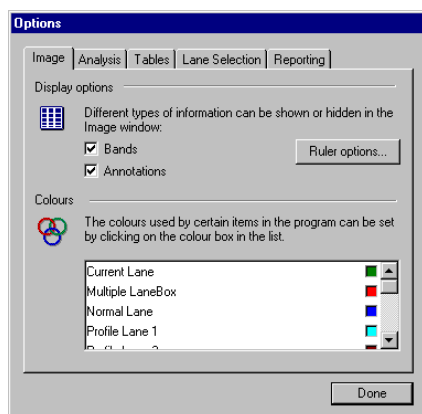 Options
Image Analysis Tables Lane Selection Reporting
Display options
Different types of information can be shown or hidden in the
Image window:
Bands
Ruler options...
Annotations
Colours
The colours used by certain items in the program can be set
by clicking on the colour box in the list.
Current Lane
Multiple LaneBox
Normal Lane
Profile Lane 1
Done